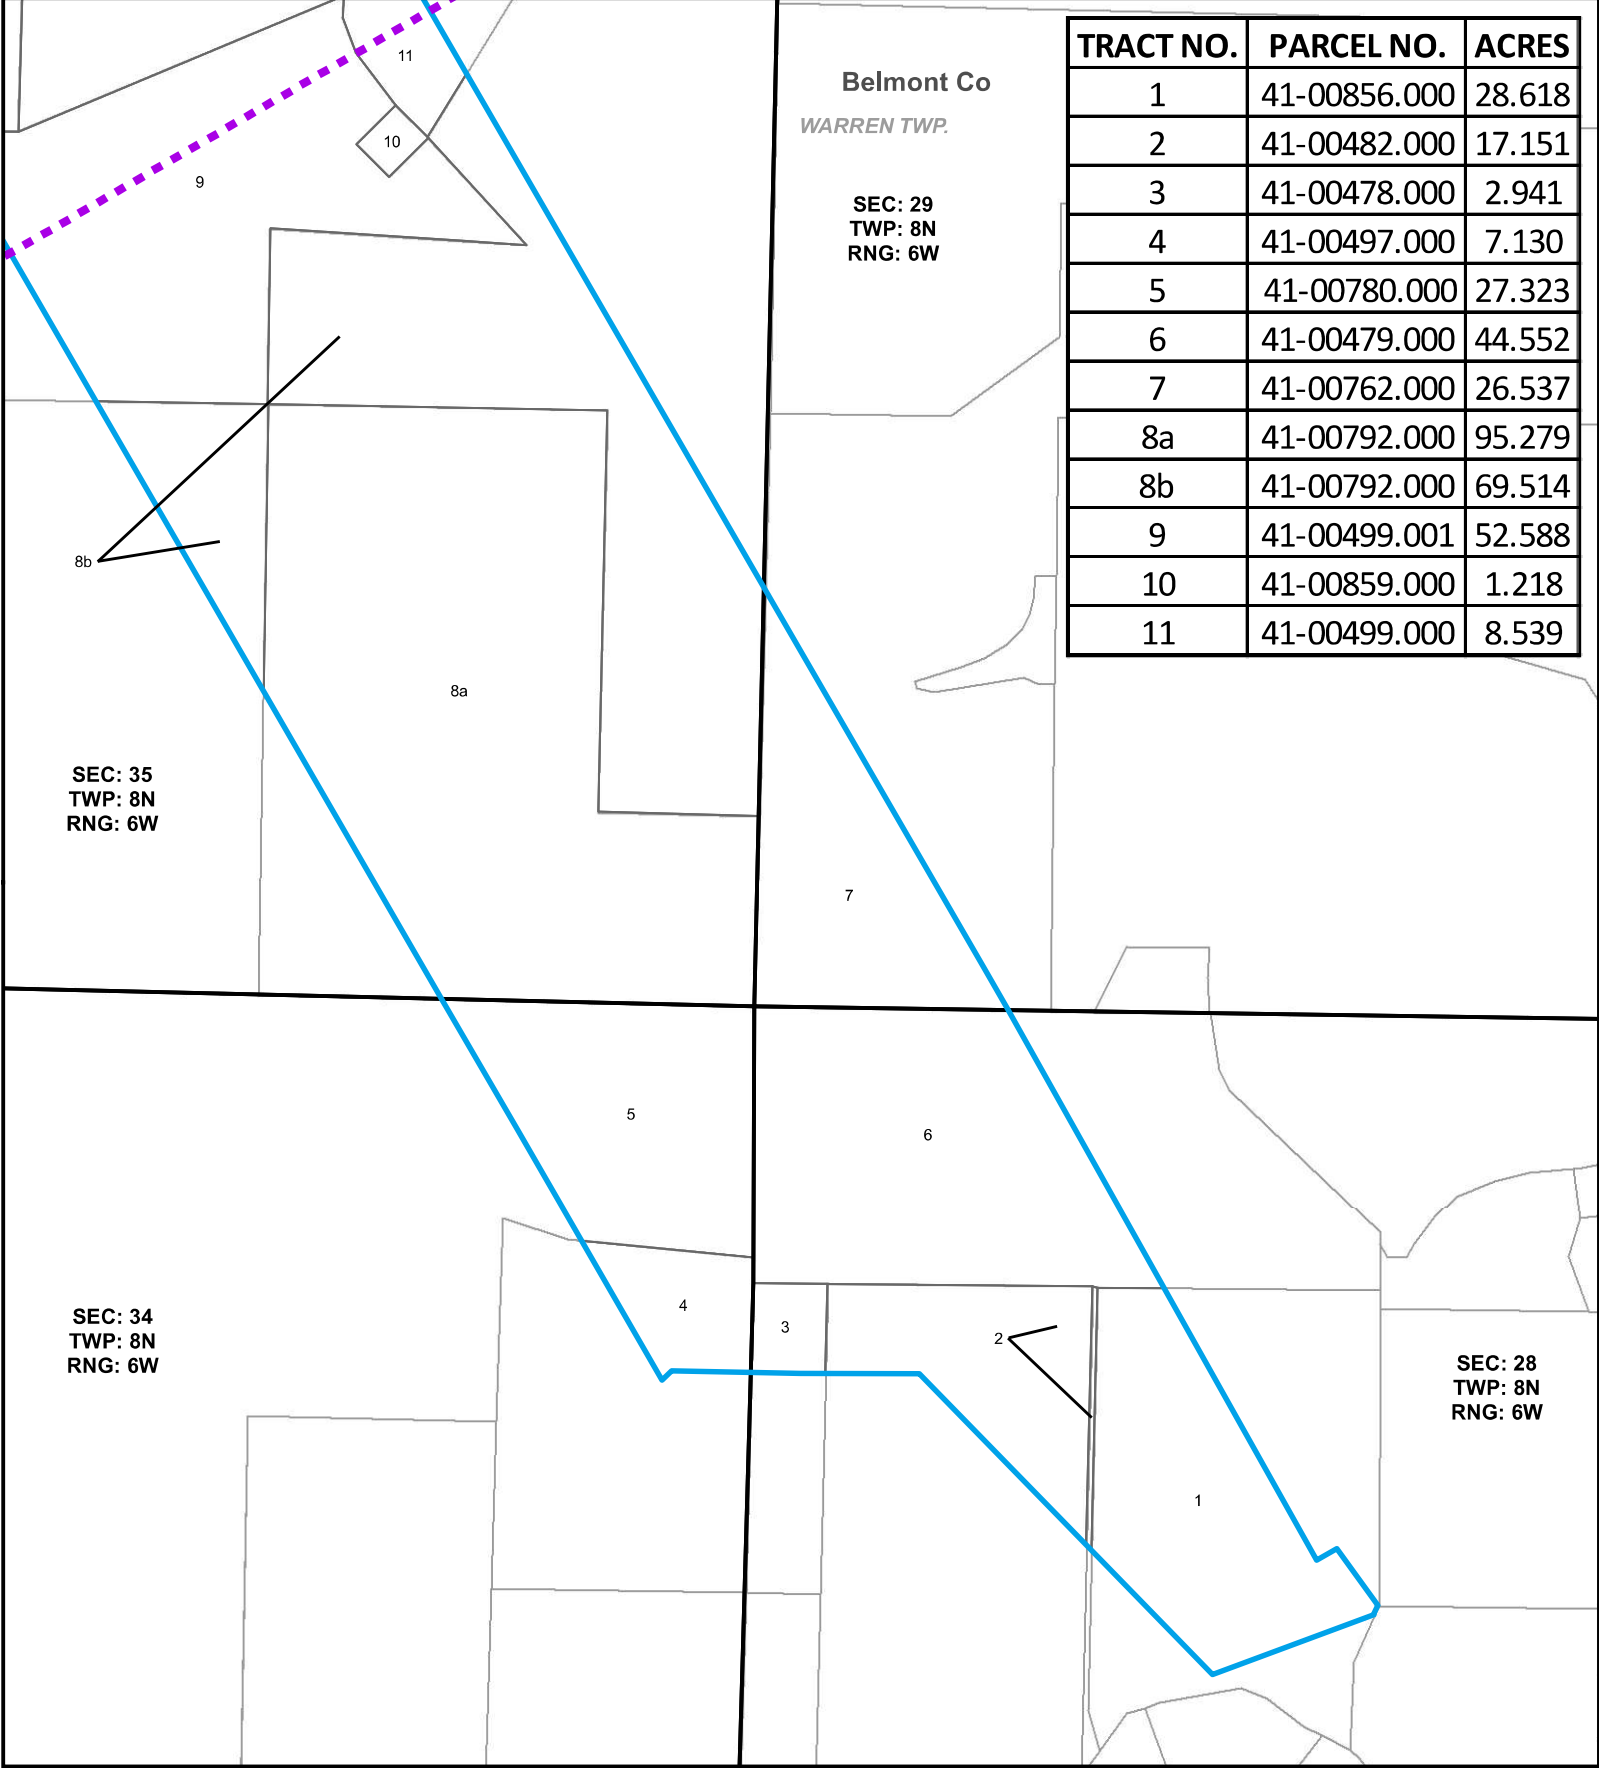 TRACT NO. PARCEL NO. ACRES
1 41-00856.000 28.618
2 41-00482.000 17.151
3 41-00478.000 2.941
4 41-00497.000 7.130
5 41-00780.000 27.323
6 41-00479.000 44.552
7 41-00762.000 26.537
8a 41-00792.000 95.279
8b 41-00792.000 69.514
9 41-00499.001 52.588
10 41-00859.000 1.218
11 41-00499.000 8.539
11
Belmont Co
WARREN TWP.
10
9
SEC: 29
TWP: 8N
RNG: 6W
8b
8a
SEC: 35
TWP: 8N
RNG: 6W
7
5
6
4
3
2
SEC: 34
TWP: 8N
RNG: 6W
SEC: 28
TWP: 8N
RNG: 6W
1